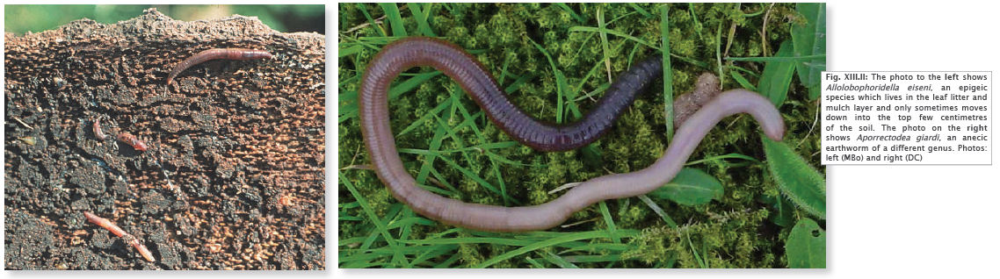 Fig. XIII.II: The photo to the left shows
Allolobophoridella eiseni, an epigeic
species which lives in the leaf litter and
mulch layer and only sometimes moves
down into the top few centimetres
of the soil. The photo on the right
shows Aporrectodea giardi, an anecic
earthworm of a different genus. Photos:
left (MBo) and right (DC)